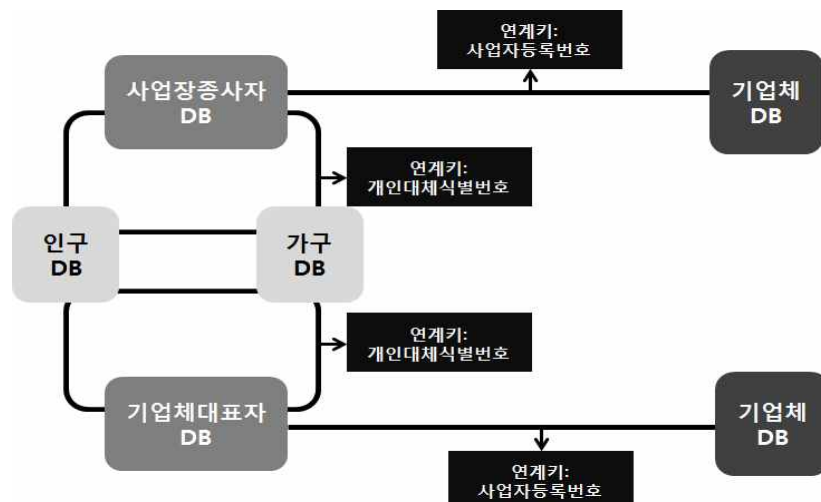 연계키:
사업자등록번호
사업장종사자
DB
기업체
DB
연계키:
개인대체식별번호
인구
DB
가구
DB
연계키:
개인대체식별번호
기업체대표자
DB
기업체
DB
연계키:
사업자등록번호